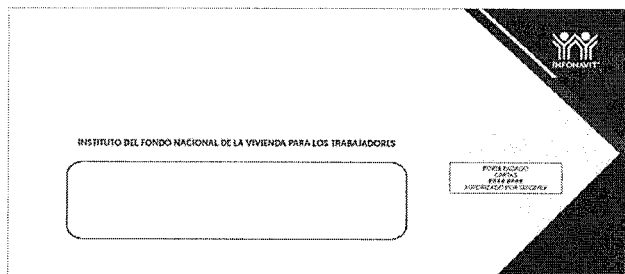 INFONAVIT
INSTITUTO DEL FONDO NACIONAL DE LA VIVIENDA PARA LOS TRABAJADORES
PORTE PAGADO
CARTAS
AUTORIZADO POR SEPOMEX